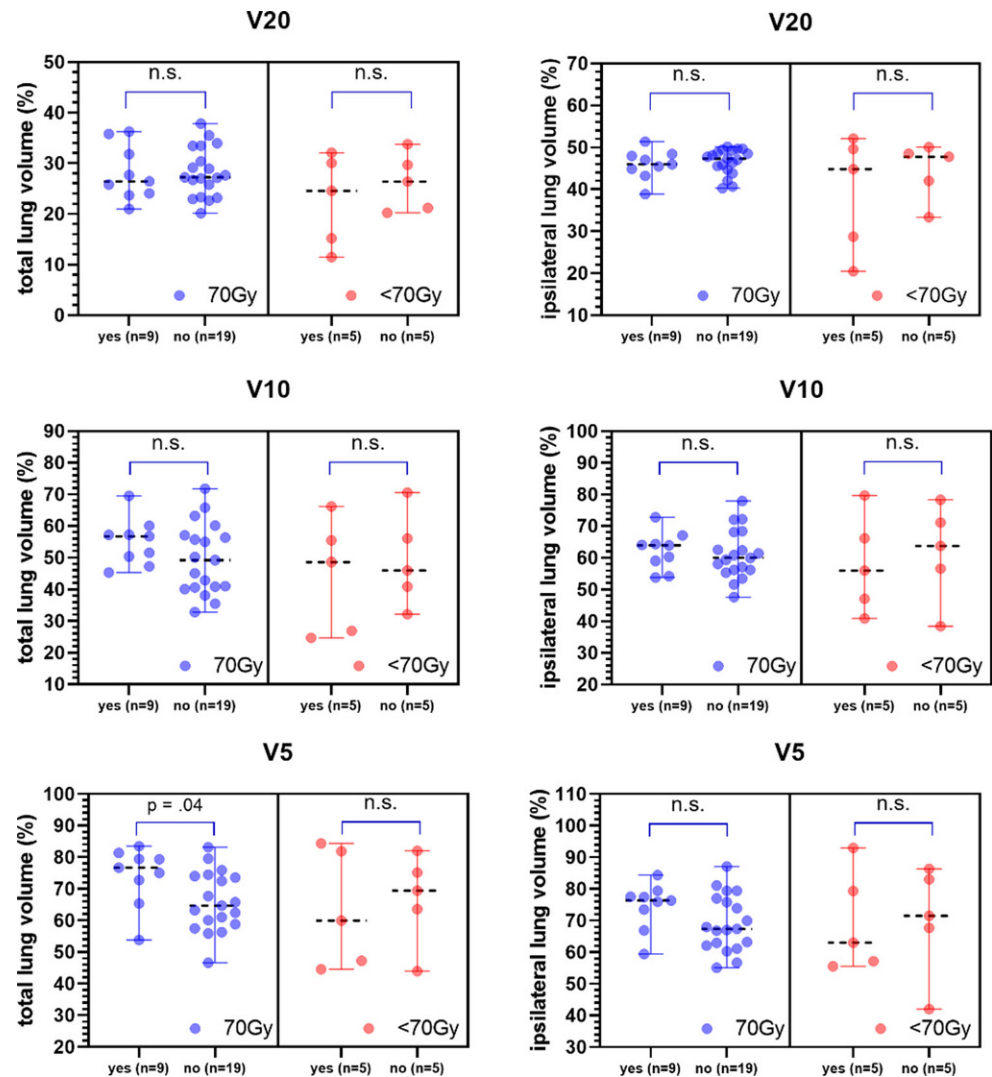 V20
total lung volume (%)
50
40
30
20
10
0
n.s.
n.s.
70Gy
<70Gy
yes (n=9) no (n=19) yes (n=5) no (n=5)
V20
ipsilateral lung volume (%)
70
60
50
40
30
20
10
n.s.
n.s.
70Gy
<70Gy
yes (n=9) no (n=19) yes (n=5) no (n=5)
V10
total lung volume (%)
90
80
70
60
50
40
30
20
10
n.s.
n.s.
70Gy
<70Gy
yes (n=9) no (n=19) yes (n=5) no (n=5)
V10
ipsilateral lung volume (%)
100
90
80
70
60
50
40
30
20
n.s.
n.s.
70Gy
<70Gy
yes (n=9) no (n=19) yes (n=5) no (n=5)
V5
total lung volume (%)
100
90
80
70
60
50
40
30
20
p = .04
n.s.
70Gy
<70Gy
yes (n=9) no (n=19) yes (n=5) no (n=5)
V5
ipsilateral lung volume (%)
110
100
90
80
70
60
50
40
30
n.s.
n.s.
70Gy
<70Gy
yes (n=9) no (n=19) yes (n=5) no (n=5)